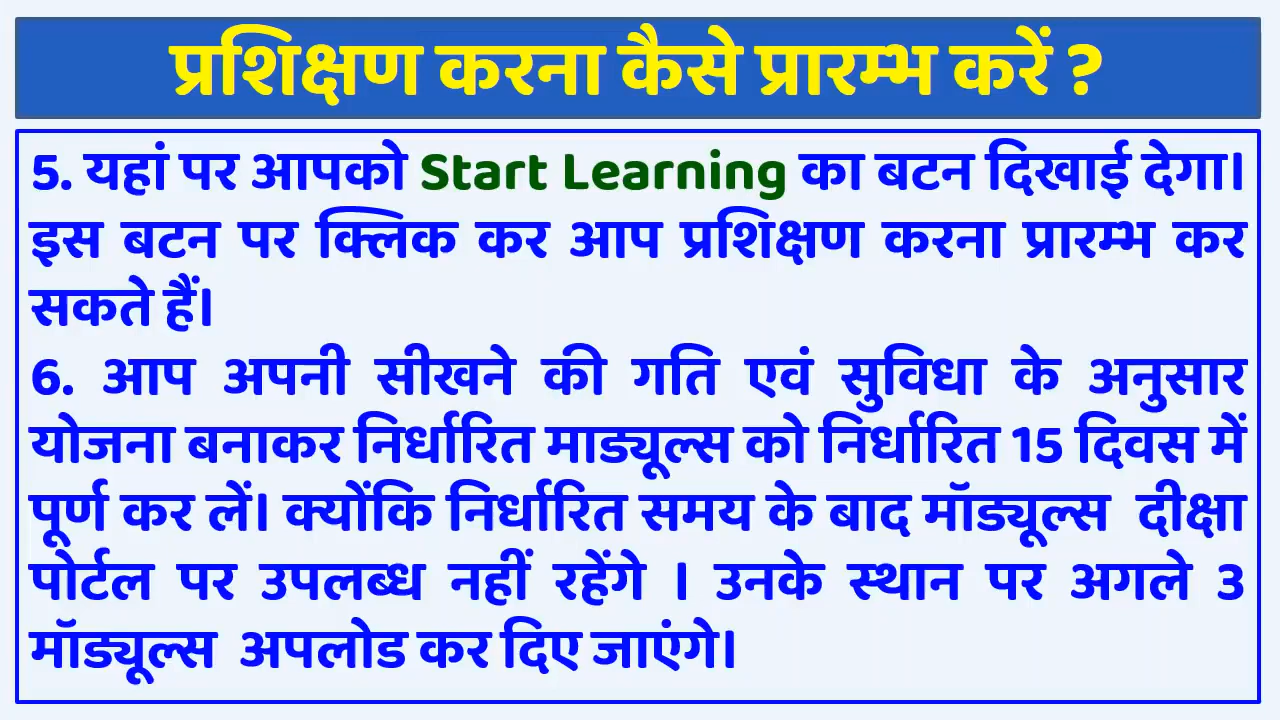 प्रशिक्षण करना कैसे प्रारम्भ करें ?
5. यहां पर आपको Start Learning का बटन दिखाई देगा।
इस बटन पर क्लिक कर आप प्रशिक्षण करना प्रारम्भ कर
सकते हैं।
6. आप अपनी सीखने की गति एवं सुविधा के अनुसार
योजना बनाकर निर्धारित माड्यूल्स को निर्धारित 15 दिवस में
पूर्ण कर लें। क्योंकि निर्धारित समय के बाद मॉड्यूल्स दीक्षा
पोर्टल पर उपलब्ध नहीं रहेंगे । उनके स्थान पर अगले 3
मॉड्यूल्स अपलोड कर दिए जाएंगे।